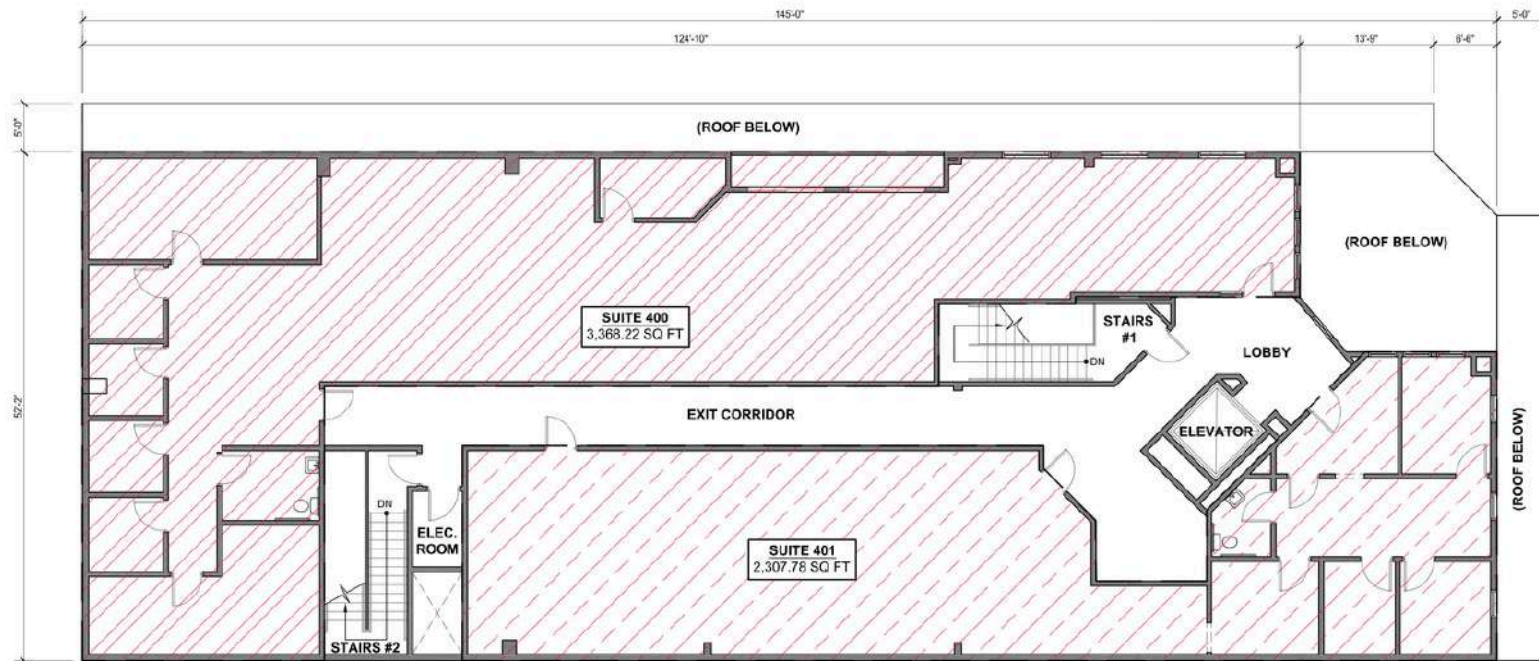 145'-0"
5'-0"
124'-10"
13'-9"
6'-6"
5'-0"
(ROOF BELOW)
(ROOF BELOW)
SUITE 400
3,368.22 SQ FT
STAIRS
#1
LOBBY
DN
52'-2"
EXIT CORRIDOR
ELEVATOR
(ROOF BELOW)
DN
ELEC.
ROOM
SUITE 401
2,307.78 SQ FT
STAIRS #2